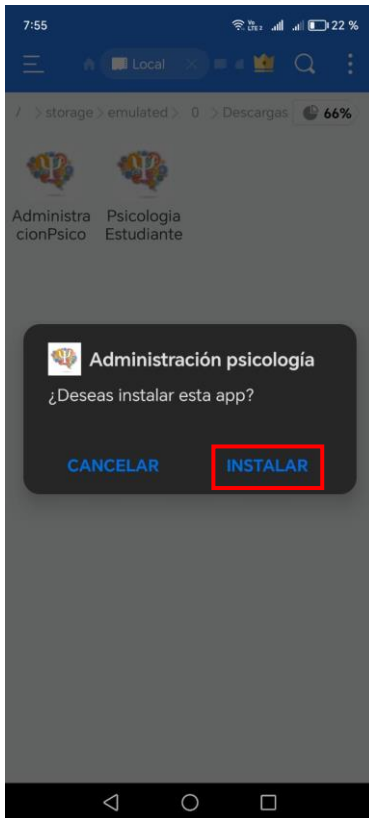 7:55 22 %
Local
/ > storage > emulated > 0 > Descargas 66%
Administra
cionPsico
Psicologia
Estudiante
Administración psicología
¿Deseas instalar esta app?
CANCELAR INSTALAR